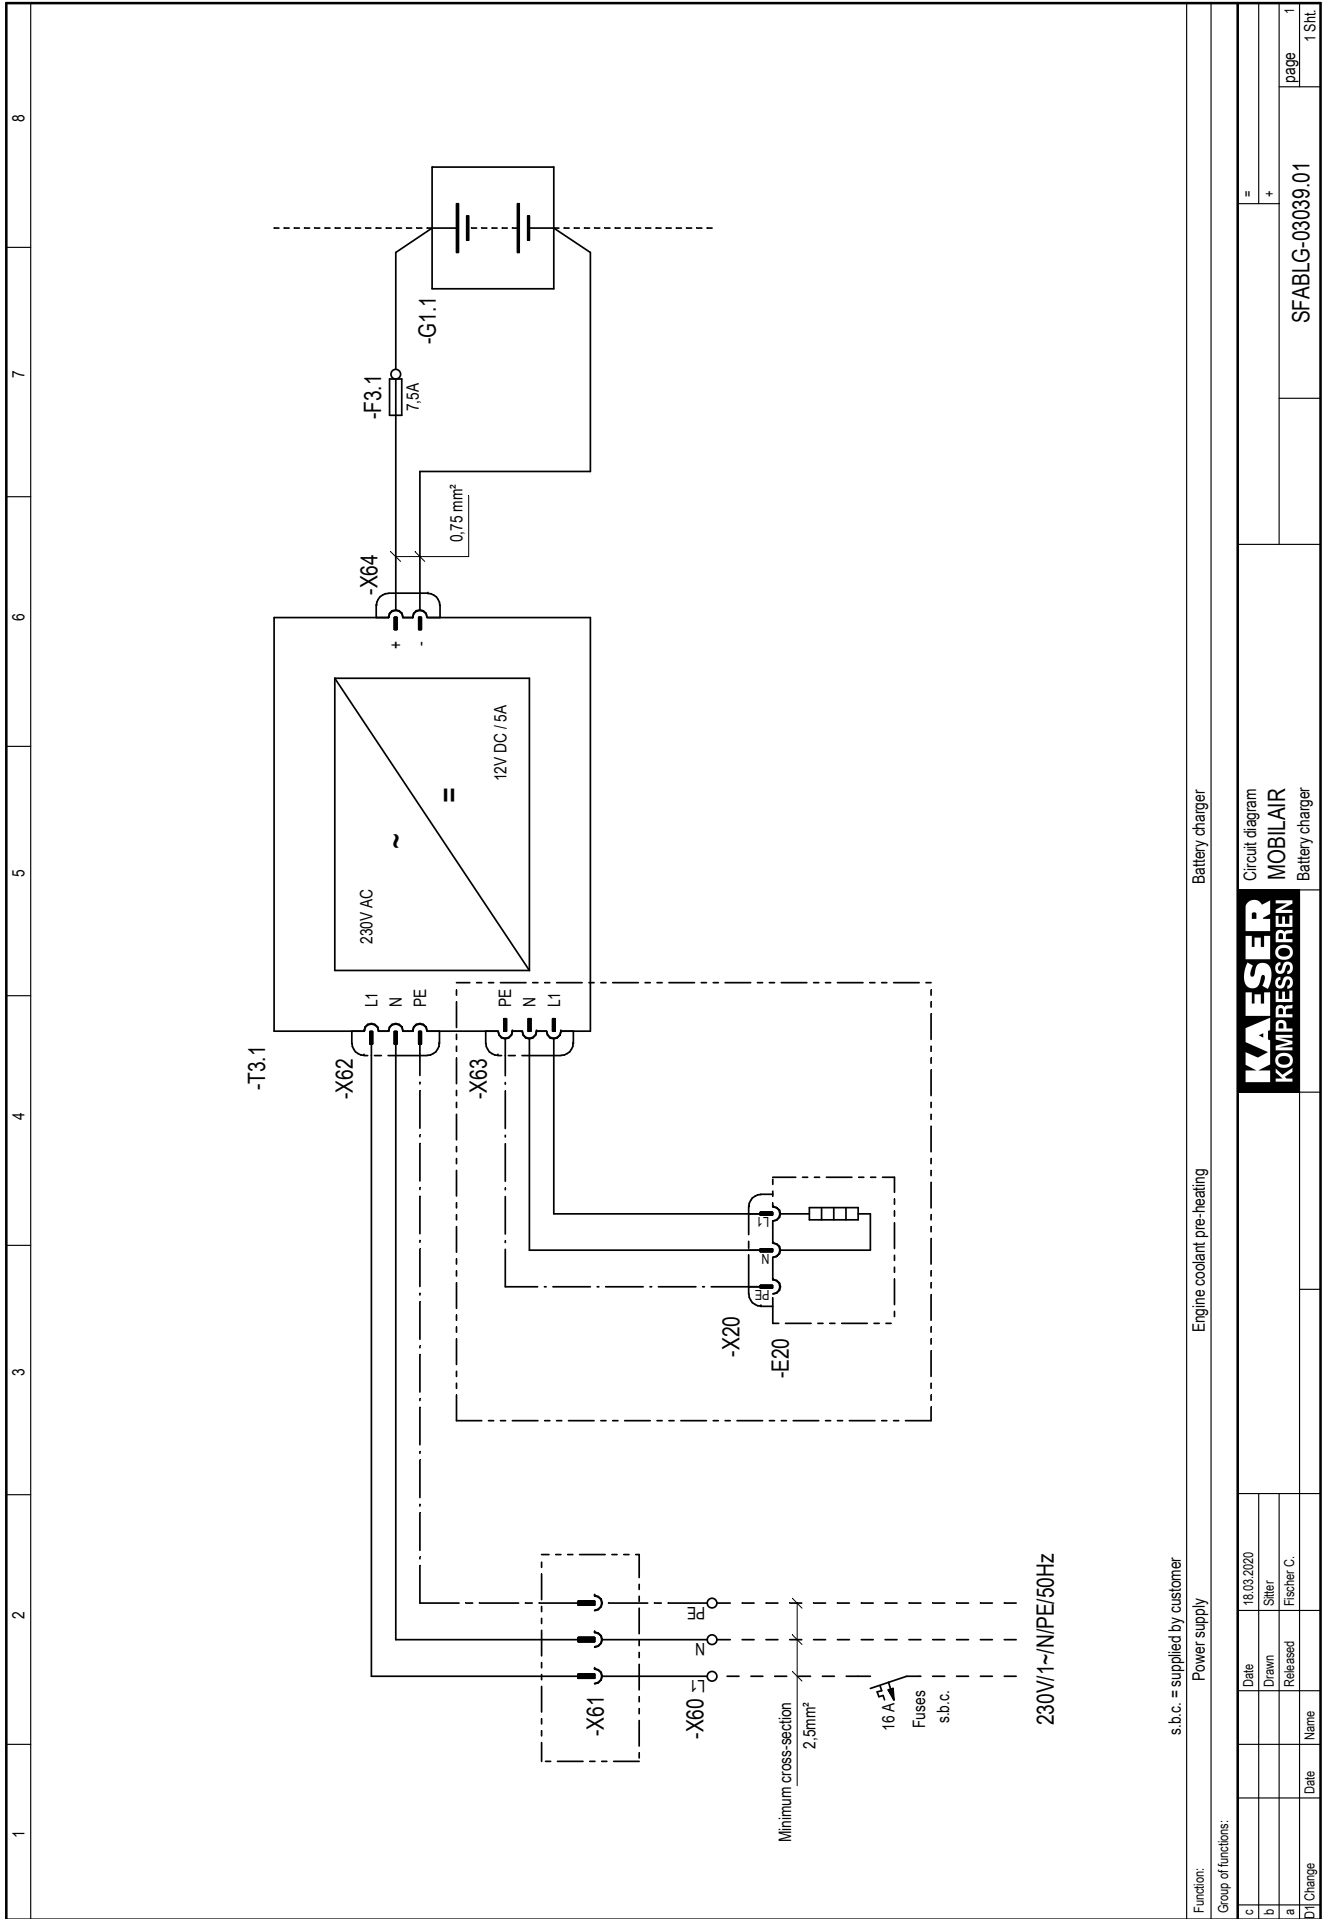 1 2 3 4 5 6 7 8
-T3.1
230V AC
~
=
12V DC / 5A
-X62
L1
N
PE
-X63
PE
N
L1
-X64
+
-
0,75 mm²
-F3.1
7,5A
-G1.1
-X20
PE N L1
-E20
-X61
-X60
L1 N PE
Minimum cross-section
2,5mm²
16 A
Fuses
s.b.c.
230V/1~/N/PE/50Hz
s.b.c. = supplied by customer
Function: Power supply Engine coolant pre-heating Battery charger
Group of functions:
c Date 18.03.2020
b Drawn Sitter
a Released Fischer C.
D1 Change Date Name
KAESER
KOMPRESSOREN
Circuit diagram
MOBILAIR
Battery charger
=
+
SFABLG-03039.01
page 1
1 Sht.